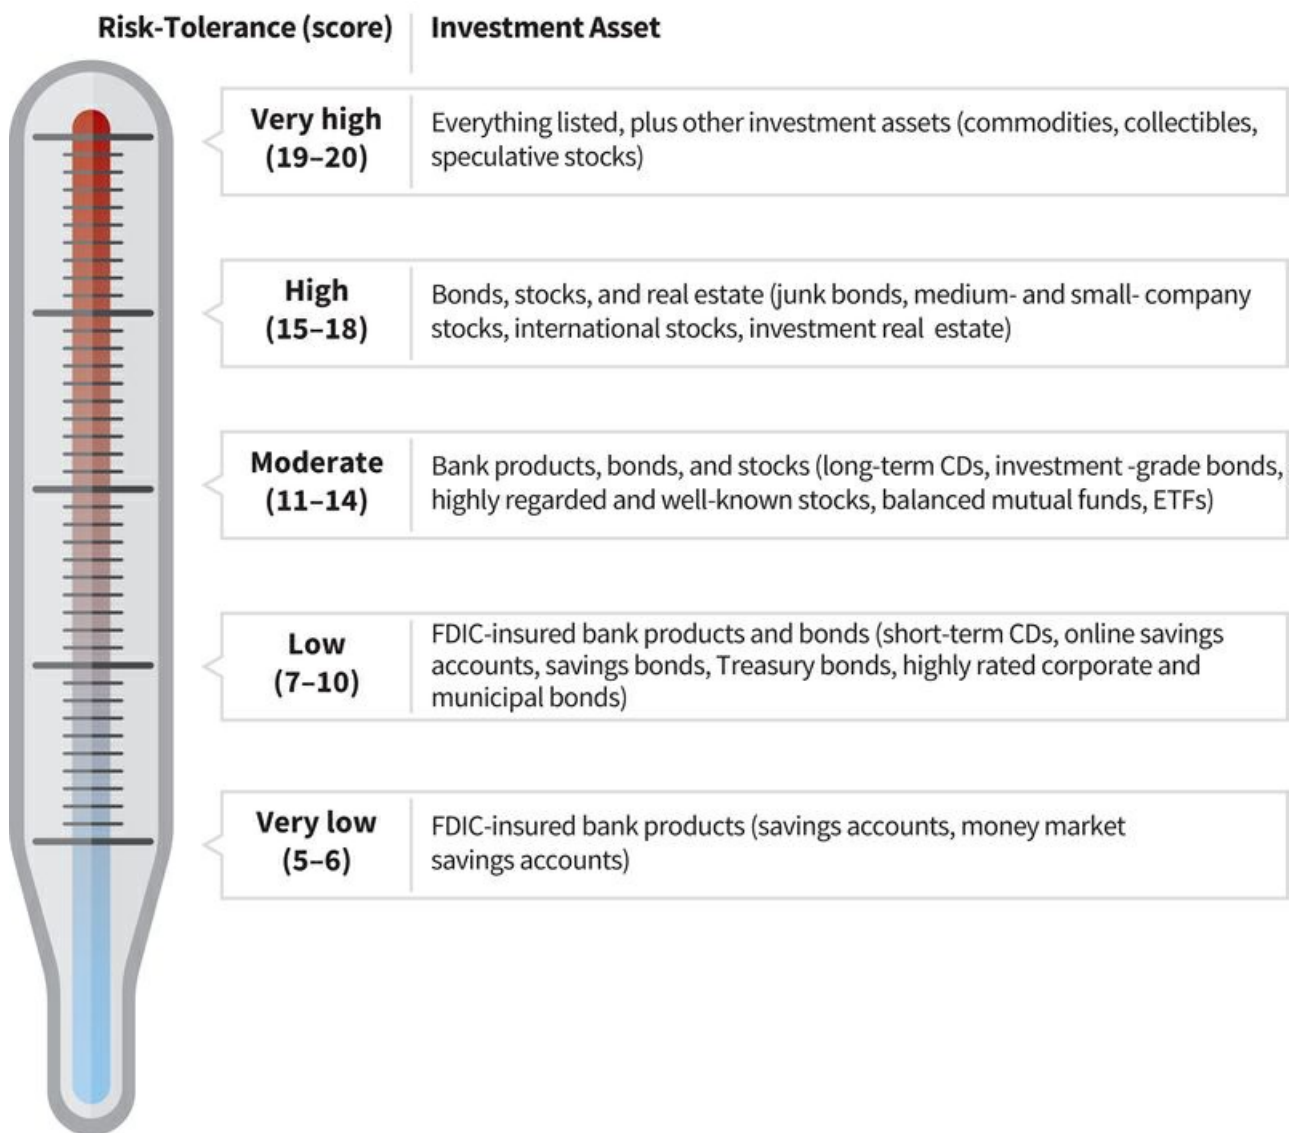 Risk-Tolerance (score) Investment Asset
Very high
(19–20)
Everything listed, plus other investment assets (commodities, collectibles,
speculative stocks)
High
(15–18)
Bonds, stocks, and real estate (junk bonds, medium- and small- company
stocks, international stocks, investment real estate)
Moderate
(11–14)
Bank products, bonds, and stocks (long-term CDs, investment -grade bonds,
highly regarded and well-known stocks, balanced mutual funds, ETFs)
Low
(7–10)
FDIC-insured bank products and bonds (short-term CDs, online savings
accounts, savings bonds, Treasury bonds, highly rated corporate and
municipal bonds)
Very low
(5–6)
FDIC-insured bank products (savings accounts, money market
savings accounts)